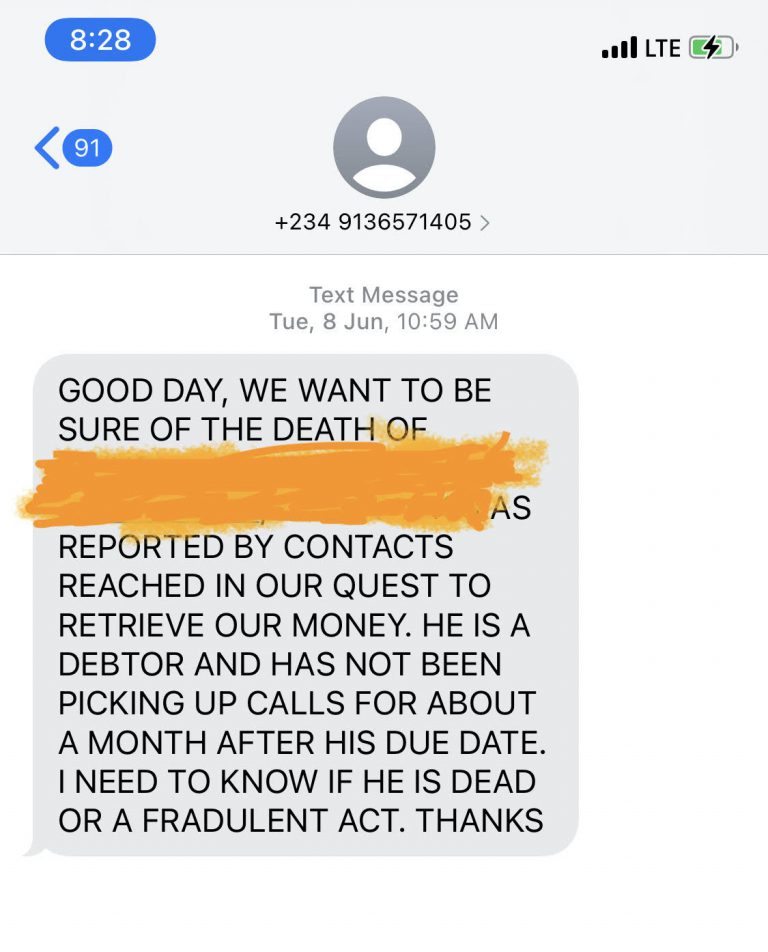 8:28
LTE
91
+234 9136571405
Text Message
Tue, 8 Jun, 10:59 AM
GOOD DAY, WE WANT TO BE
SURE OF THE DEATH OF
AS
REPORTED BY CONTACTS
REACHED IN OUR QUEST TO
RETRIEVE OUR MONEY. HE IS A
DEBTOR AND HAS NOT BEEN
PICKING UP CALLS FOR ABOUT
A MONTH AFTER HIS DUE DATE.
I NEED TO KNOW IF HE IS DEAD
OR A FRADULENT ACT. THANKS